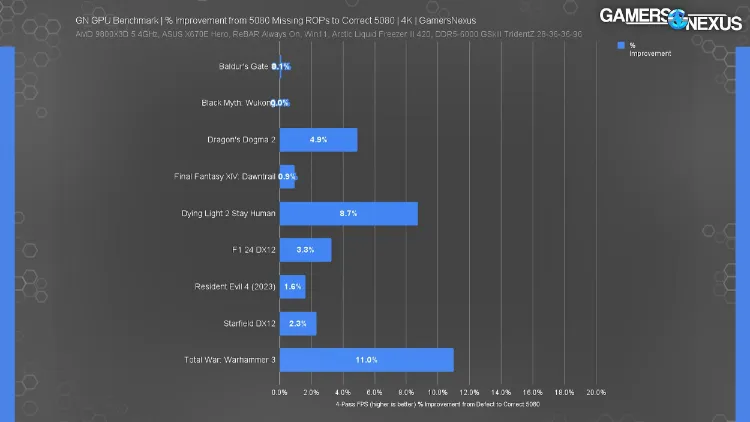 GN GPU Benchmark | % Improvement from 5080 Missing ROPs to Correct 5080 | 4K | GamersNexus
AMD 9800X3D 5.4GHz, ASUS X670E Hero, ReBAR Always On, Win11, Arctic Liquid Freezer III 420, DDR5-6000 GSkill TridentZ 28-36-36-96
GAMERS NEXUS
%
Improvement
Baldur's Gate 0.1%
Black Myth: Wukong 0.0%
Dragon's Dogma 2 4.9%
Final Fantasy XIV: Dawntrail 0.9%
Dying Light 2 Stay Human 8.7%
F1 24 DX12 3.3%
Resident Evil 4 (2023) 1.6%
Starfield DX12 2.3%
Total War: Warhammer 3 11.0%
0.0% 2.0% 4.0% 6.0% 8.0% 10.0% 12.0% 14.0% 16.0% 18.0% 20.0%
4-Pass FPS (higher is better) % Improvement from Defect to Correct 5080